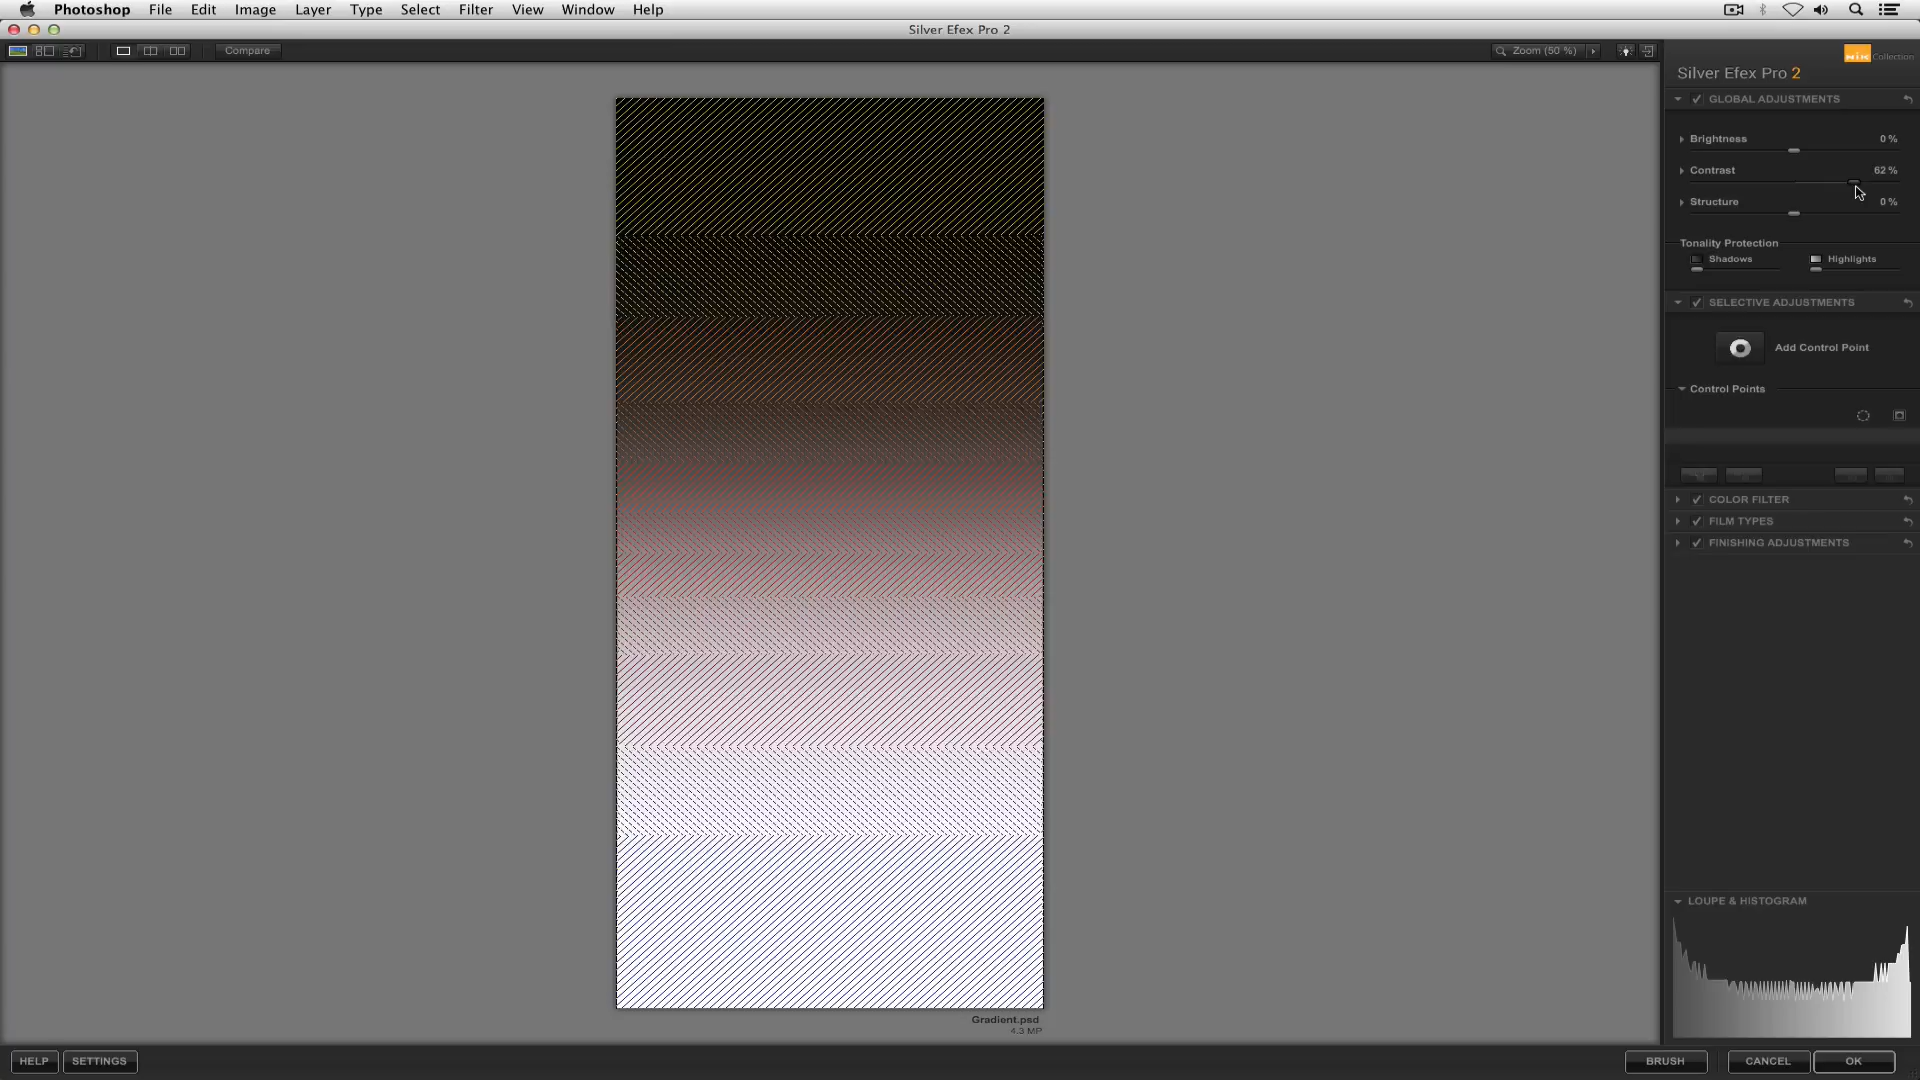 Photoshop File Edit Image Layer Type Select Filter View Window Help
Silver Efex Pro 2
Compare
Zoom (50 %)
nik Collection
Silver Efex Pro 2
GLOBAL ADJUSTMENTS
Brightness 0 %
Contrast 62 %
Structure 0 %
Tonality Protection
Shadows Highlights
SELECTIVE ADJUSTMENTS
Add Control Point
Control Points
COLOR FILTER
FILM TYPES
FINISHING ADJUSTMENTS
LOUPE & HISTOGRAM
Gradient.psd
4.3 MP
HELP SETTINGS BRUSH CANCEL OK